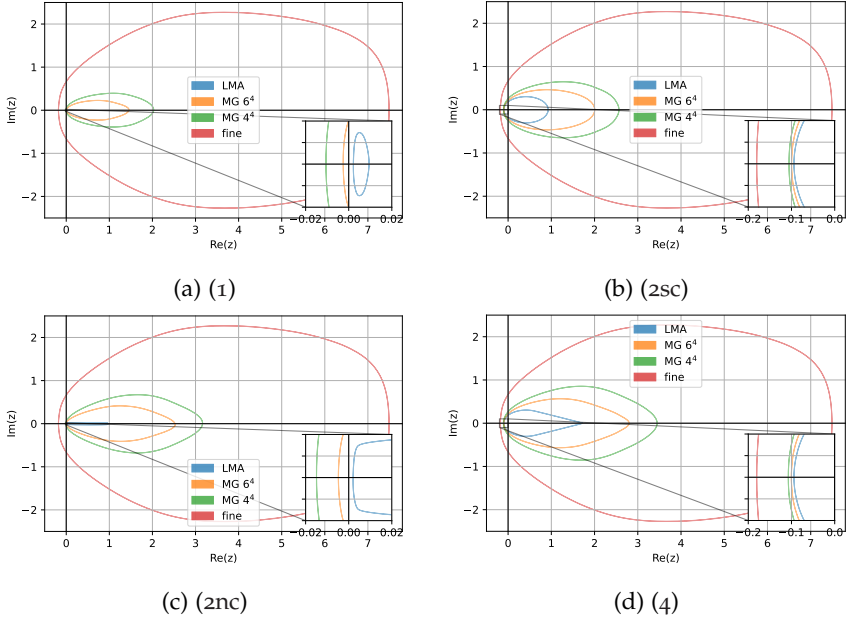 2
1
0
−1
−2
Im(z)
LMA
MG 6⁴
MG 4⁴
fine
−0.02 0.00 0.02
0 1 2 3 4 5 6 7
Re(z)
(a) (1)
2
1
0
−1
−2
Im(z)
LMA
MG 6⁴
MG 4⁴
fine
−0.2 −0.1 0.0
0 1 2 3 4 5 6 7
Re(z)
(b) (2sc)
2
1
0
−1
−2
Im(z)
LMA
MG 6⁴
MG 4⁴
fine
−0.02 0.00 0.02
0 1 2 3 4 5 6 7
Re(z)
(c) (2nc)
2
1
0
−1
−2
Im(z)
LMA
MG 6⁴
MG 4⁴
fine
−0.2 −0.1 0.0
0 1 2 3 4 5 6 7
Re(z)
(d) (4)